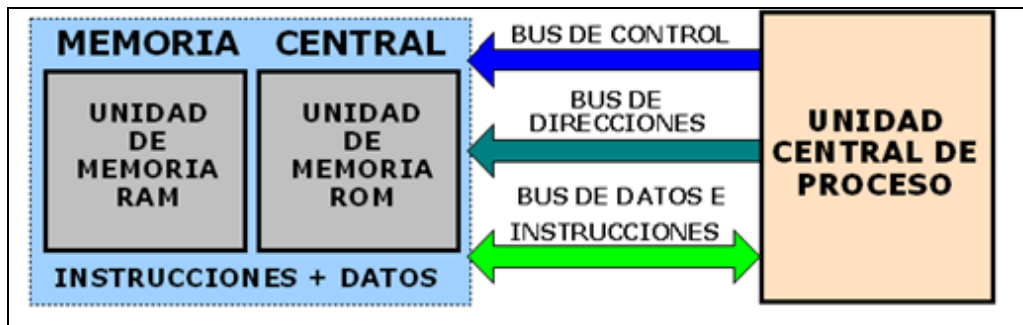 MEMORIA CENTRAL
UNIDAD
DE
MEMORIA
RAM
UNIDAD
DE
MEMORIA
ROM
INSTRUCCIONES + DATOS
BUS DE CONTROL
BUS DE
DIRECCIONES
BUS DE DATOS E
INSTRUCCIONES
UNIDAD
CENTRAL DE
PROCESO